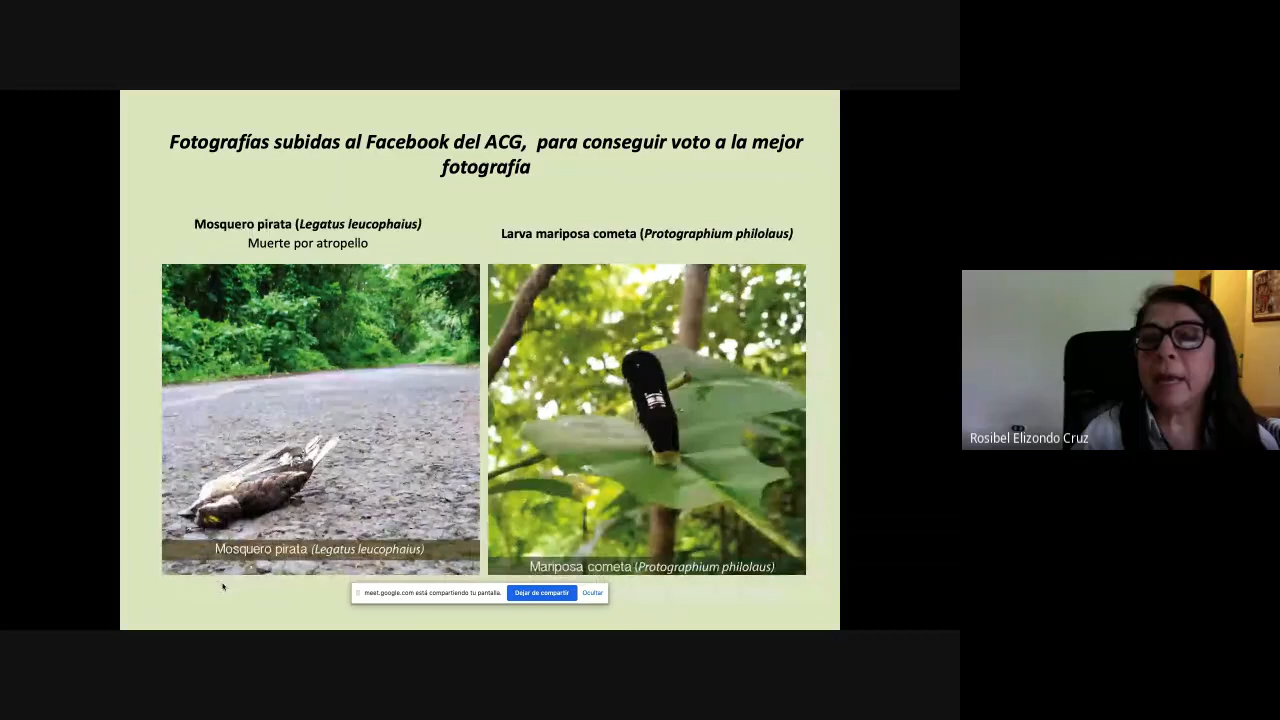 Fotografías subidas al Facebook del ACG, para conseguir voto a la mejor
fotografía
Mosquero pirata (Legatus leucophaius)
Muerte por atropello
Larva mariposa cometa (Protographium philolaus)
Mosquero pirata (Legatus leucophaius)
Mariposa cometa (Protographium philolaus)
meet.google.com está compartiendo tu pantalla.
Dejar de compartir
Ocultar
Rosibel Elizondo Cruz